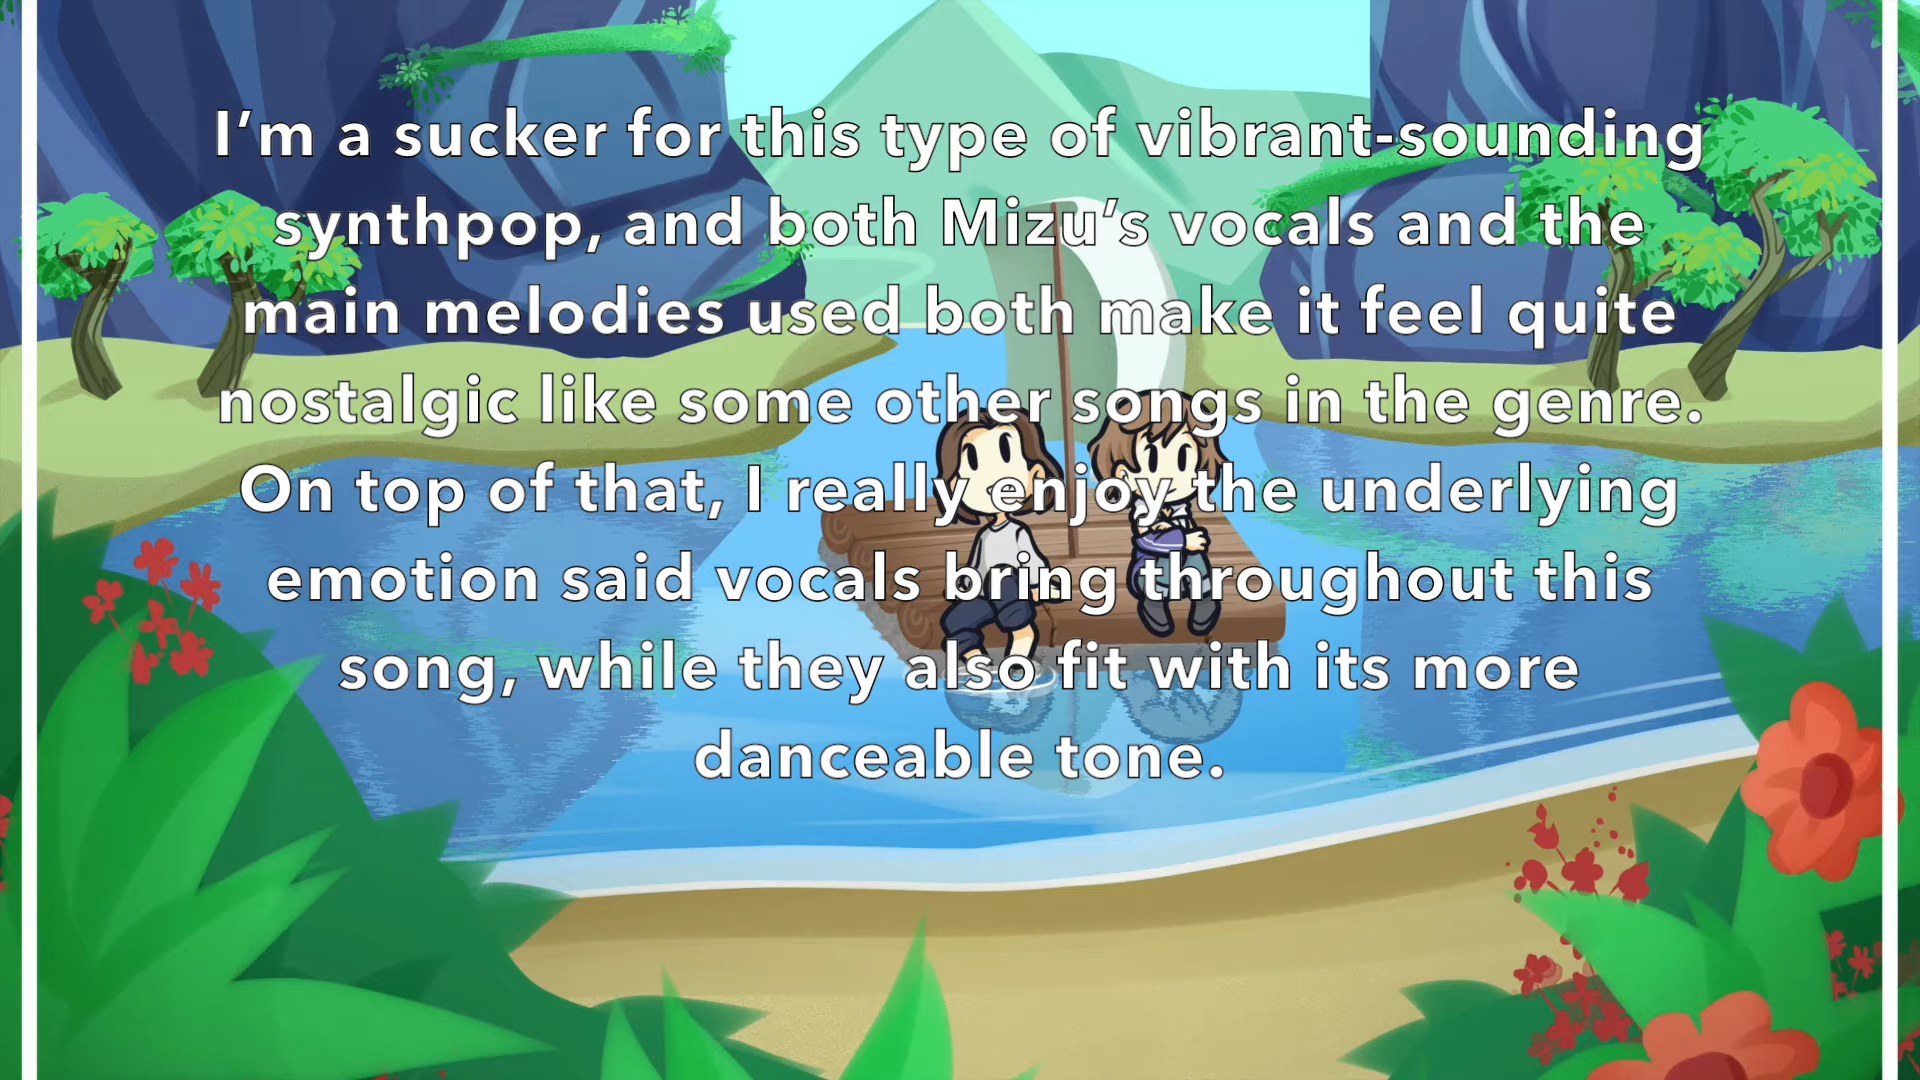 I’m a sucker for this type of vibrant-sounding
synthpop, and both Mizu’s vocals and the
main melodies used both make it feel quite
nostalgic like some other songs in the genre.
On top of that, I really enjoy the underlying
emotion said vocals bring throughout this
song, while they also fit with its more
danceable tone.